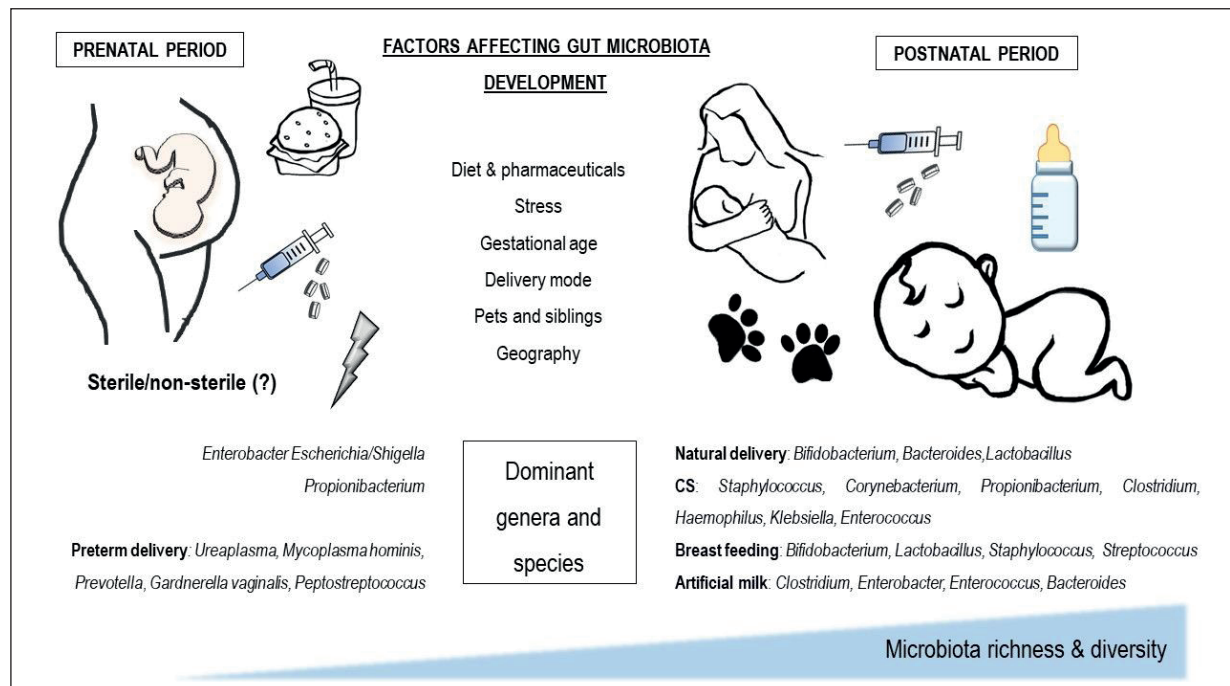 PRENATAL PERIOD
FACTORS AFFECTING GUT MICROBIOTA
DEVELOPMENT
POSTNATAL PERIOD
Diet & pharmaceuticals
Stress
Gestational age
Delivery mode
Pets and siblings
Geography
Sterile/non-sterile (?)
Enterobacter Escherichia/Shigella
Propionibacterium
Preterm delivery: Ureaplasma, Mycoplasma hominis,
Prevotella, Gardnerella vaginalis, Peptostreptococcus
Dominant
genera and
species
Natural delivery: Bifidobacterium, Bacteroides,Lactobacillus
CS: Staphylococcus, Corynebacterium, Propionibacterium, Clostridium,
Haemophilus, Klebsiella, Enterococcus
Breast feeding: Bifidobacterium, Lactobacillus, Staphylococcus, Streptococcus
Artificial milk: Clostridium, Enterobacter, Enterococcus, Bacteroides
Microbiota richness & diversity